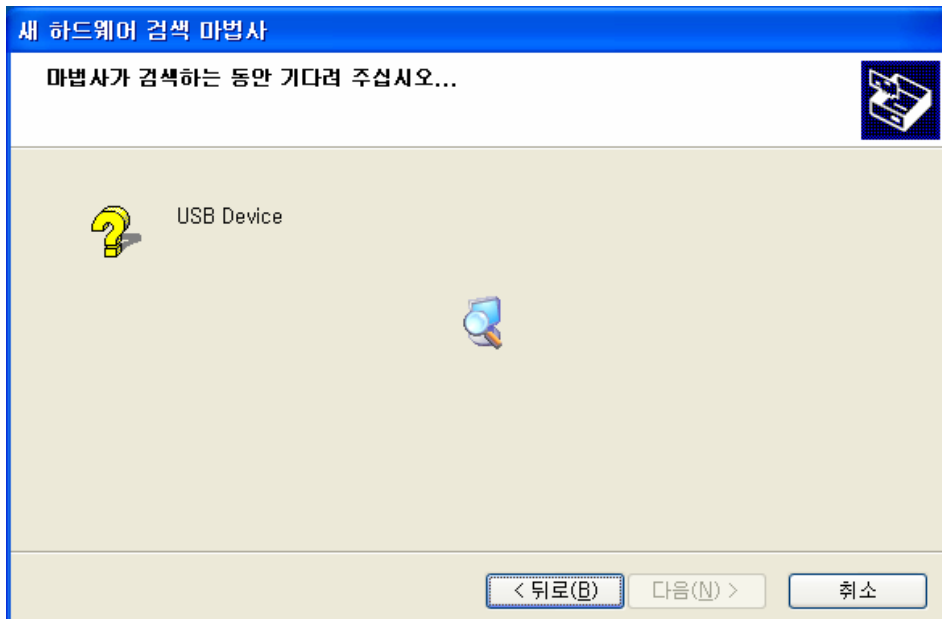 새 하드웨어 검색 마법사
마법사가 검색하는 동안 기다려 주십시오...
USB Device
< 뒤로(B)
다음(N) >
취소